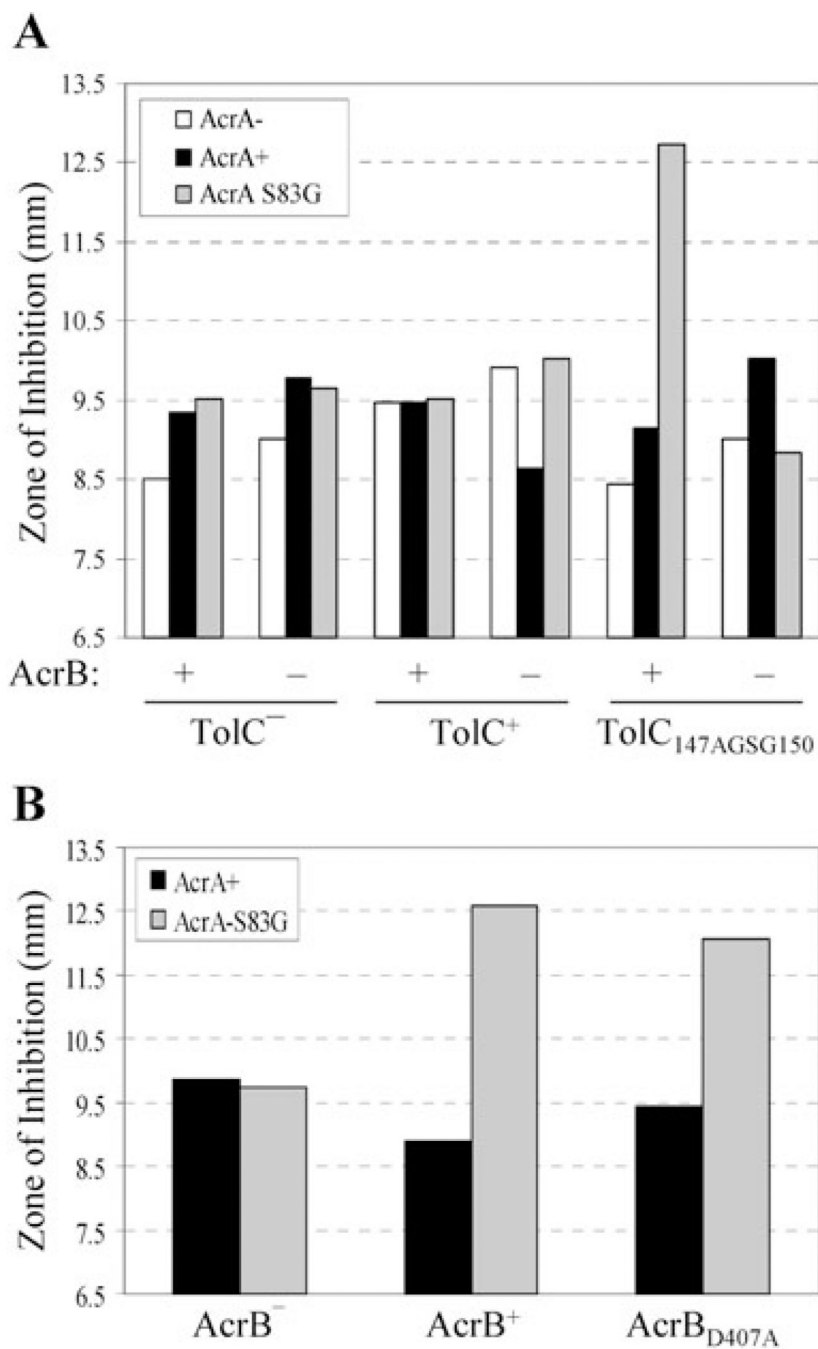 A
13.5
12.5
11.5
10.5
9.5
8.5
7.5
6.5
Zone of Inhibition (mm)
AcrA-
AcrA+
AcrA S83G
AcrB: + − + − + −
TolC⁻ TolC⁺ TolC₁₄₇AGSG₁₅₀
B
13.5
12.5
11.5
10.5
9.5
8.5
7.5
6.5
Zone of Inhibition (mm)
AcrA+
AcrA-S83G
AcrB⁻ AcrB⁺ AcrB_D407A